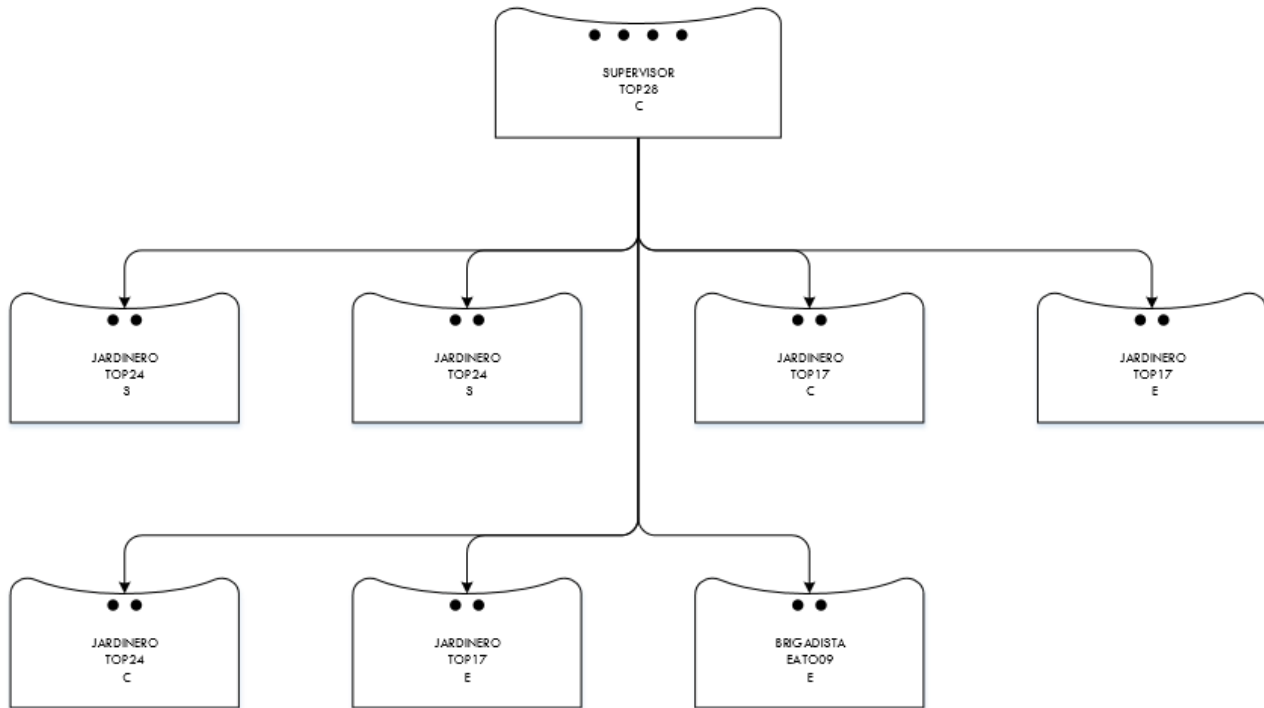 SUPERVISOR
TOP28
C
JARDINERO
TOP24
S
JARDINERO
TOP24
S
JARDINERO
TOP17
C
JARDINERO
TOP17
E
JARDINERO
TOP24
C
JARDINERO
TOP17
E
BRIGADISTA
EATO09
E